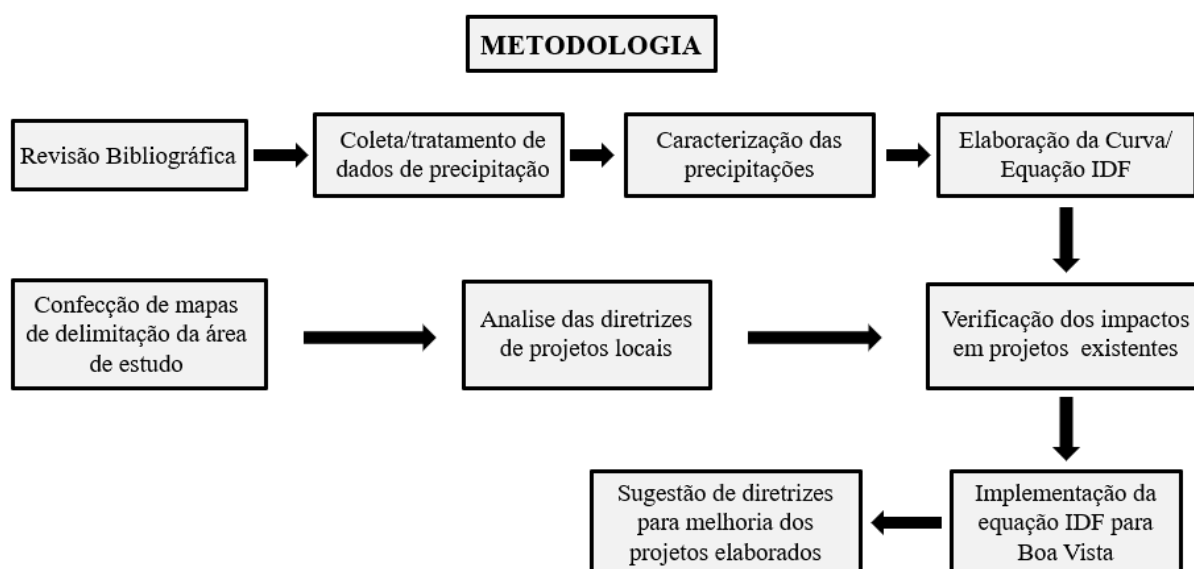 METODOLOGIA
Revisão Bibliográfica
Coleta/tratamento de
dados de precipitação
Caracterização das
precipitações
Elaboração da Curva/
Equação IDF
Confecção de mapas
de delimitação da área
de estudo
Analise das diretrizes
de projetos locais
Verificação dos impactos
em projetos existentes
Sugestão de diretrizes
para melhoria dos
projetos elaborados
Implementação da
equação IDF para
Boa Vista